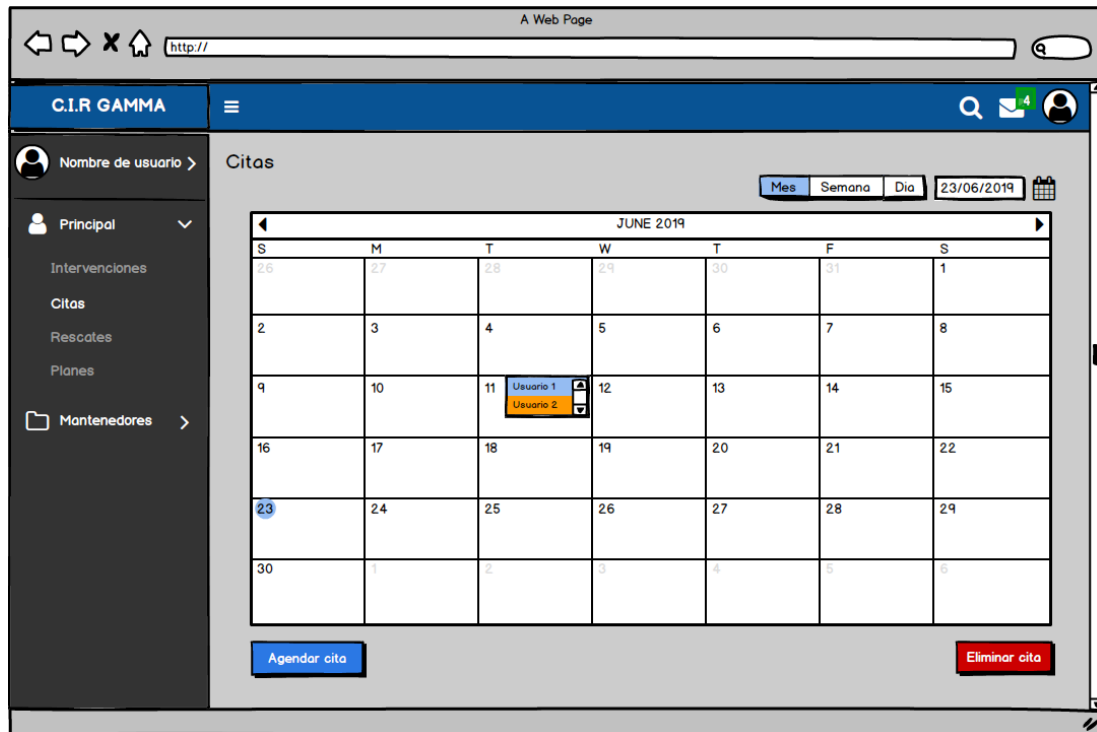 A Web Page
http://
C.I.R GAMMA
4
Nombre de usuario
Principal
Intervenciones
Citas
Rescates
Planes
Mantenedores
Citas
Mes Semana Dia 23/06/2019
JUNE 2019
S M T W T F S
26 27 28 29 30 31 1
2 3 4 5 6 7 8
9 10 11 Usuario 1 12 13 14 15
Usuario 2
16 17 18 19 20 21 22
23 24 25 26 27 28 29
30 1 2 3 4 5 6
Agendar cita Eliminar cita